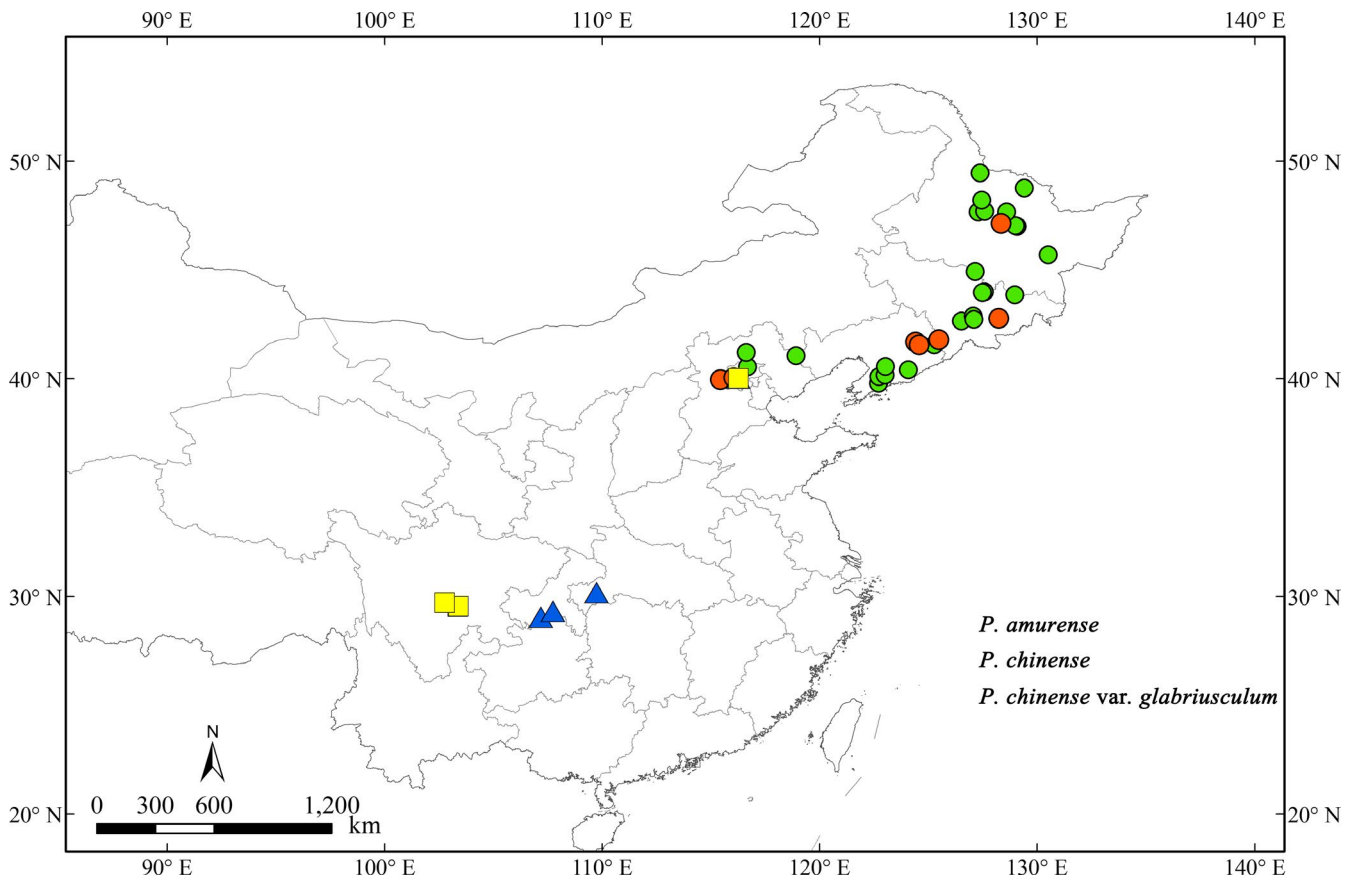 90° E 100° E 110° E 120° E 130° E 140° E
50° N 50° N
40° N 40° N
30° N 30° N
P. amurense
P. chinense
P. chinense var. glabriusculum
N
0 300 600 1,200
km
20° N 20° N
90° E 100° E 110° E 120° E 130° E 140° E